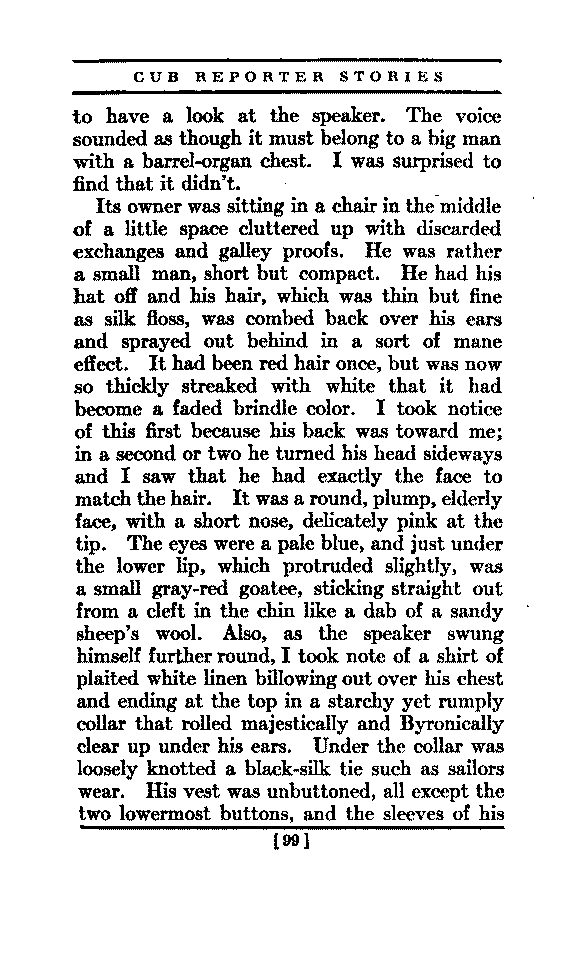 CUB REPORTER STORIES
to have a look at the speaker. The voice
sounded as though it must belong to a big man
with a barrel-organ chest. I was surprised to
find that it didn't.
Its owner was sitting in a chair in the middle
of a little space cluttered up with discarded
exchanges and galley proofs. He was rather
a small man, short but compact. He had his
hat off and his hair, which was thin but fine
as silk floss, was combed back over his ears
and sprayed out behind in a sort of mane
effect. It had been red hair once, but was now
so thickly streaked with white that it had
become a faded brindle color. I took notice
of this first because his back was toward me;
in a second or two he turned his head sideways
and I saw that he had exactly the face to
match the hair. It was a round, plump, elderly
face, with a short nose, delicately pink at the
tip. The eyes were a pale blue, and just under
the lower lip, which protruded slightly, was
a small gray-red goatee, sticking straight out
from a cleft in the chin like a dab of a sandy
sheep's wool. Also, as the speaker swung
himself further round, I took note of a shirt of
plaited white linen billowing out over his chest
and ending at the top in a starchy yet rumply
collar that rolled majestically and Byronically
clear up under his ears. Under the collar was
loosely knotted a black-silk tie such as sailors
wear. His vest was unbuttoned, all except the
two lowermost buttons, and the sleeves of his
[99]